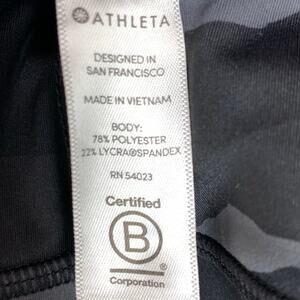 ATHLETA
DESIGNED IN
SAN FRANCISCO
MADE IN VIETNAM
BODY:
78% POLYESTER
22% LYCRA®SPANDEX
RN 54023
Certified
B
Corporation